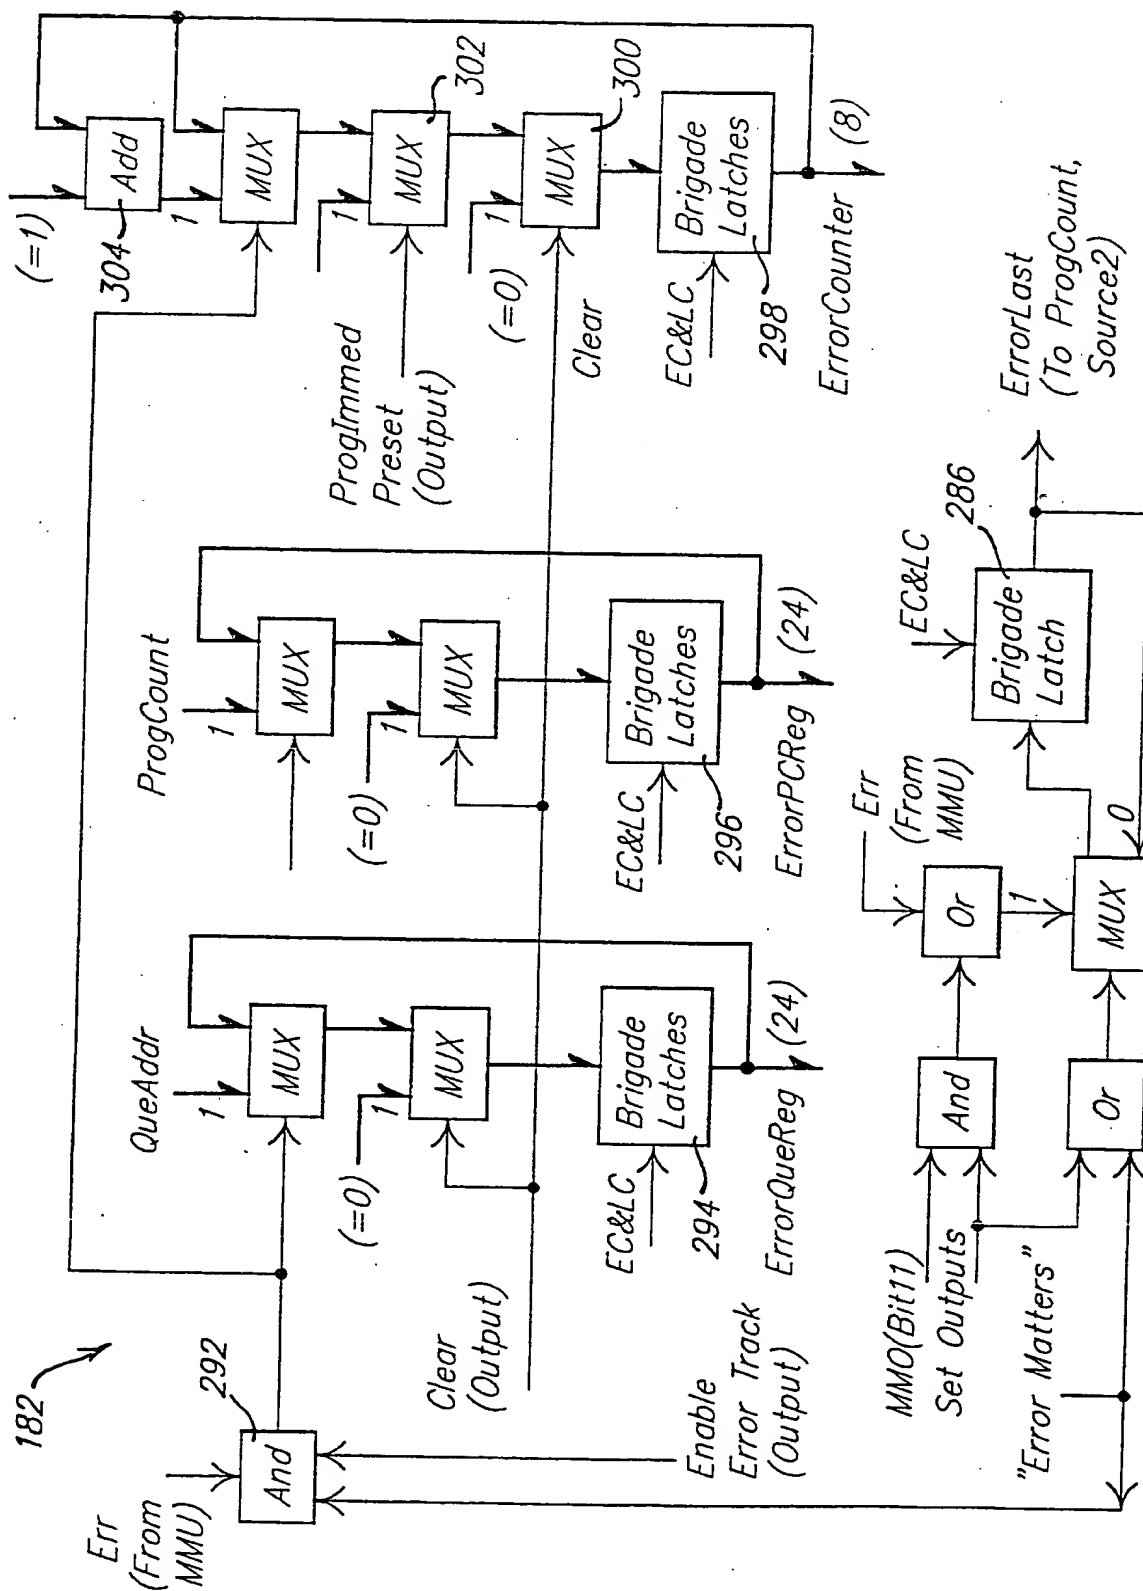 182
Err
(From
MMU)
292
And
Clear
(Output)
Enable
Error Track
(Output)
QueAddr
1
MUX
(=0)
1
MUX
EC&LC
Brigade
Latches
294
ErrorQueReg
(24)
ProgCount
1
MUX
(=0)
1
MUX
EC&LC
Brigade
Latches
296
ErrorPCReg
(24)
(=1)
304
Add
1
MUX
ProgImmed
Preset
(Output)
1
MUX
302
(=0)
1
MUX
300
Clear
EC&LC
Brigade
Latches
298
ErrorCounter
(8)
MMO(Bit11)
Set Outputs
"Error Matters"
And
Or
Err
(From
MMU)
Or
1
MUX
0
EC&LC
Brigade
Latch
286
ErrorLast
(To ProgCount,
Source2)